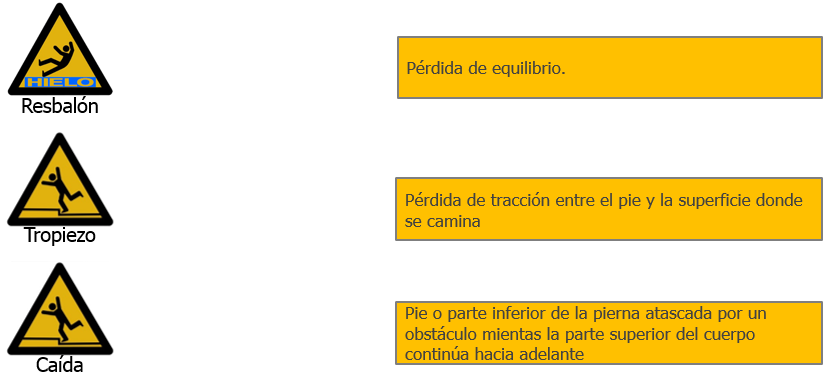 HIELO
Resbalón
Pérdida de equilibrio.
Tropiezo
Pérdida de tracción entre el pie y la superficie donde
se camina
Caída
Pie o parte inferior de la pierna atascada por un
obstáculo mientas la parte superior del cuerpo
continúa hacia adelante